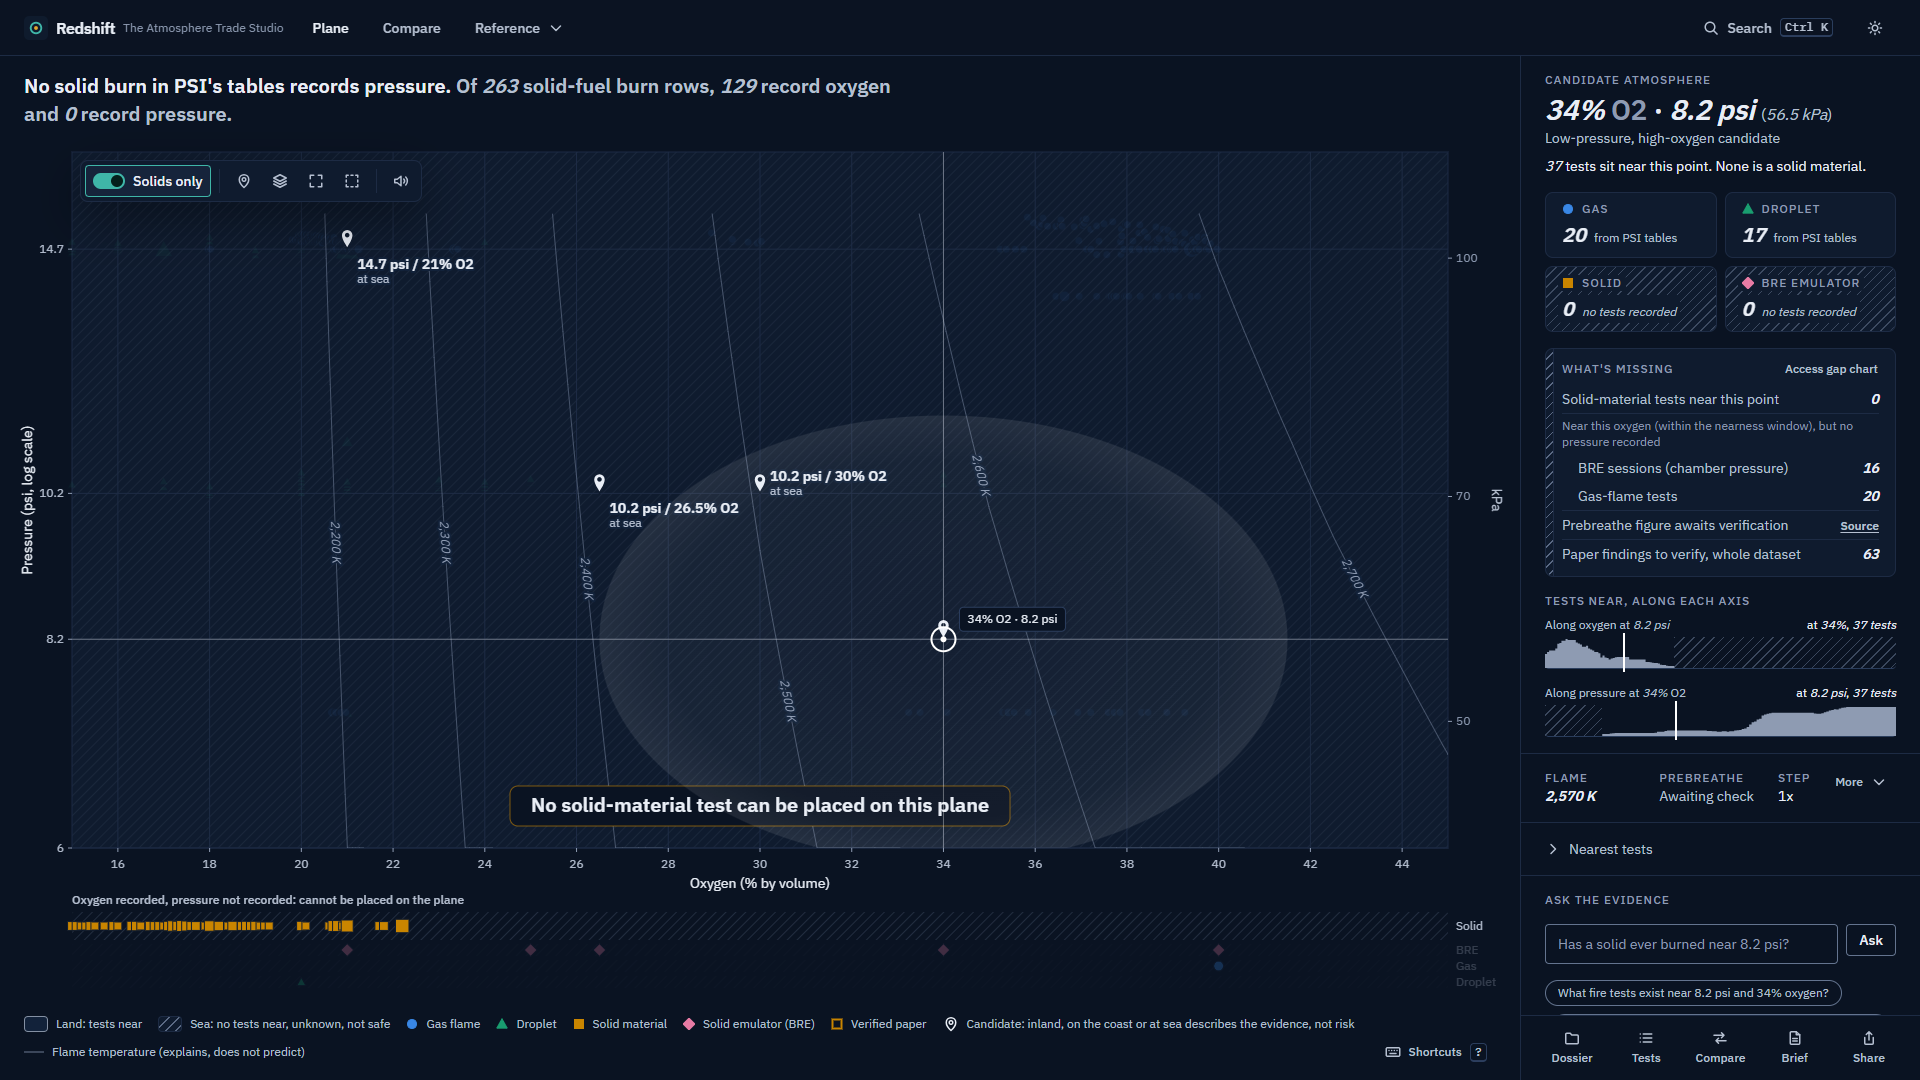 Redshift The Atmosphere Trade Studio
Plane
Compare
Reference
Search Ctrl K
No solid burn in PSI's tables records pressure. Of 263 solid-fuel burn rows, 129 record oxygen
and 0 record pressure.
Solids only
14.7
10.2
8.2
6
Pressure (psi, log scale)
100
70
50
kPa
14.7 psi / 21% O2
at sea
10.2 psi / 26.5% O2
at sea
10.2 psi / 30% O2
at sea
34% O2 · 8.2 psi
2,200 K
2,300 K
2,400 K
2,500 K
2,600 K
2,700 K
No solid-material test can be placed on this plane
16 18 20 22 24 26 28 30 32 34 36 38 40 42 44
Oxygen (% by volume)
Oxygen recorded, pressure not recorded: cannot be placed on the plane
Solid
BRE
Gas
Droplet
Land: tests near
Sea: no tests near, unknown, not safe
Gas flame
Droplet
Solid material
Solid emulator (BRE)
Verified paper
Candidate: inland, on the coast or at sea describes the evidence, not risk
Flame temperature (explains, does not predict)
Shortcuts ?
CANDIDATE ATMOSPHERE
34% O2 · 8.2 psi (56.5 kPa)
Low-pressure, high-oxygen candidate
37 tests sit near this point. None is a solid material.
GAS
20 from PSI tables
DROPLET
17 from PSI tables
SOLID
0 no tests recorded
BRE EMULATOR
0 no tests recorded
WHAT'S MISSING
Access gap chart
Solid-material tests near this point 0
Near this oxygen (within the nearness window), but no
pressure recorded
BRE sessions (chamber pressure) 16
Gas-flame tests 20
Prebreathe figure awaits verification Source
Paper findings to verify, whole dataset 63
TESTS NEAR, ALONG EACH AXIS
Along oxygen at 8.2 psi at 34%, 37 tests
Along pressure at 34% O2 at 8.2 psi, 37 tests
FLAME
2,570 K
PREBREATHE
Awaiting check
STEP
1x
More
Nearest tests
ASK THE EVIDENCE
Has a solid ever burned near 8.2 psi?
Ask
What fire tests exist near 8.2 psi and 34% oxygen?
Dossier
Tests
Compare
Brief
Share